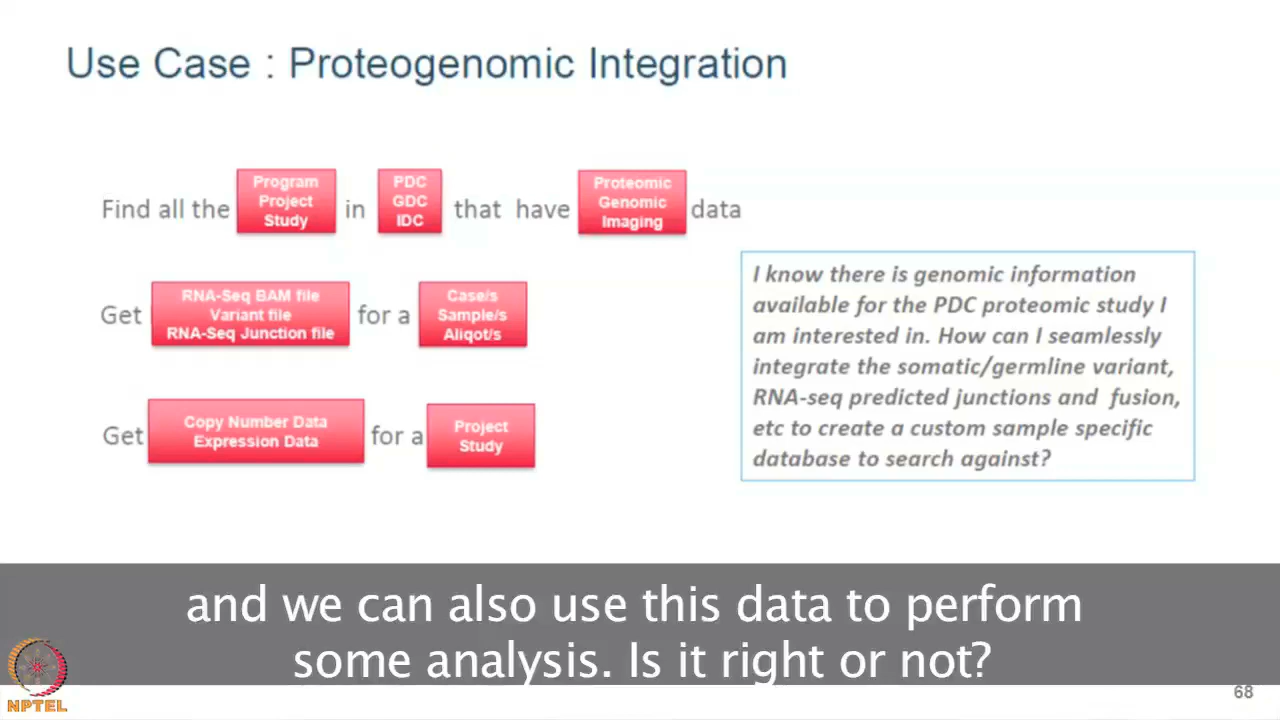 Use Case : Proteogenomic Integration
Find all the Program Project Study in PDC GDC IDC that have Proteomic Genomic Imaging data
Get RNA-Seq BAM file Variant file RNA-Seq Junction file for a Case/s Sample/s Aliqot/s
Get Copy Number Data Expression Data for a Project Study
I know there is genomic information
available for the PDC proteomic study I
am interested in. How can I seamlessly
integrate the somatic/germline variant,
RNA-seq predicted junctions and fusion,
etc to create a custom sample specific
database to search against?
and we can also use this data to perform
some analysis. Is it right or not?
NPTEL
68